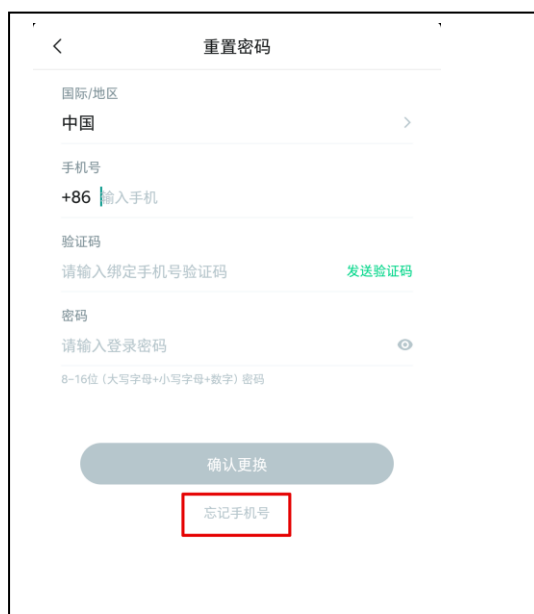 重置密码
国际/地区
中国
手机号
+86 输入手机
验证码
请输入绑定手机号验证码 发送验证码
密码
请输入登录密码
8-16位（大写字母+小写字母+数字）密码
确认更换
忘记手机号